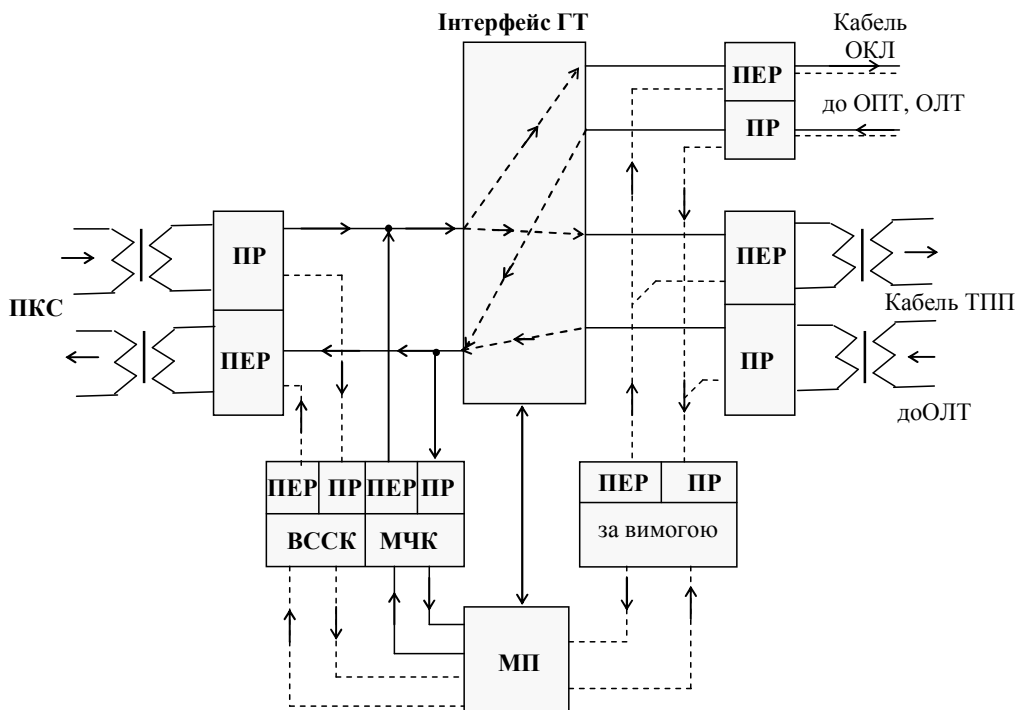 Інтерфейс ГТ
Кабель
ОКЛ
ПЕР
до ОПТ, ОЛТ
ПР
ПР
ПЕР
ПКС
Кабель ТПП
ПЕР
ПР
доОЛТ
ПЕР ПР ПЕР ПР
ПЕР ПР
ВССК МЧК
за вимогою
МП